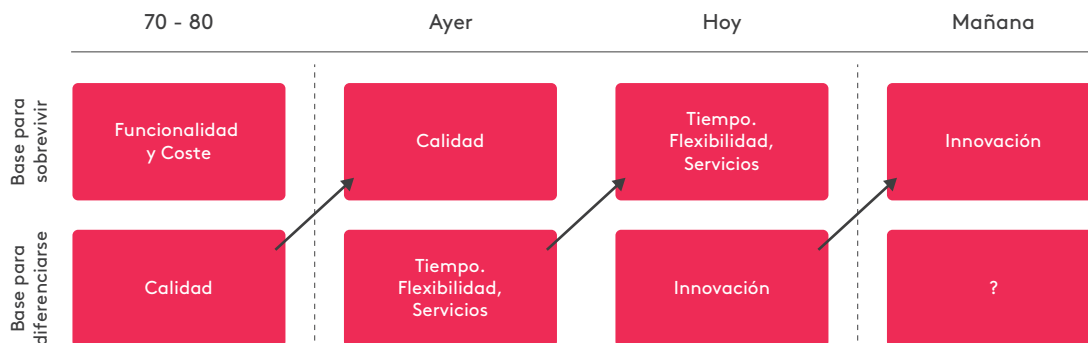 70 - 80
Ayer
Hoy
Mañana
Base para
sobrevivir
Funcionalidad
y Coste
Calidad
Tiempo.
Flexibilidad,
Servicios
Innovación
Base para
diferenciarse
Calidad
Tiempo.
Flexibilidad,
Servicios
Innovación
?